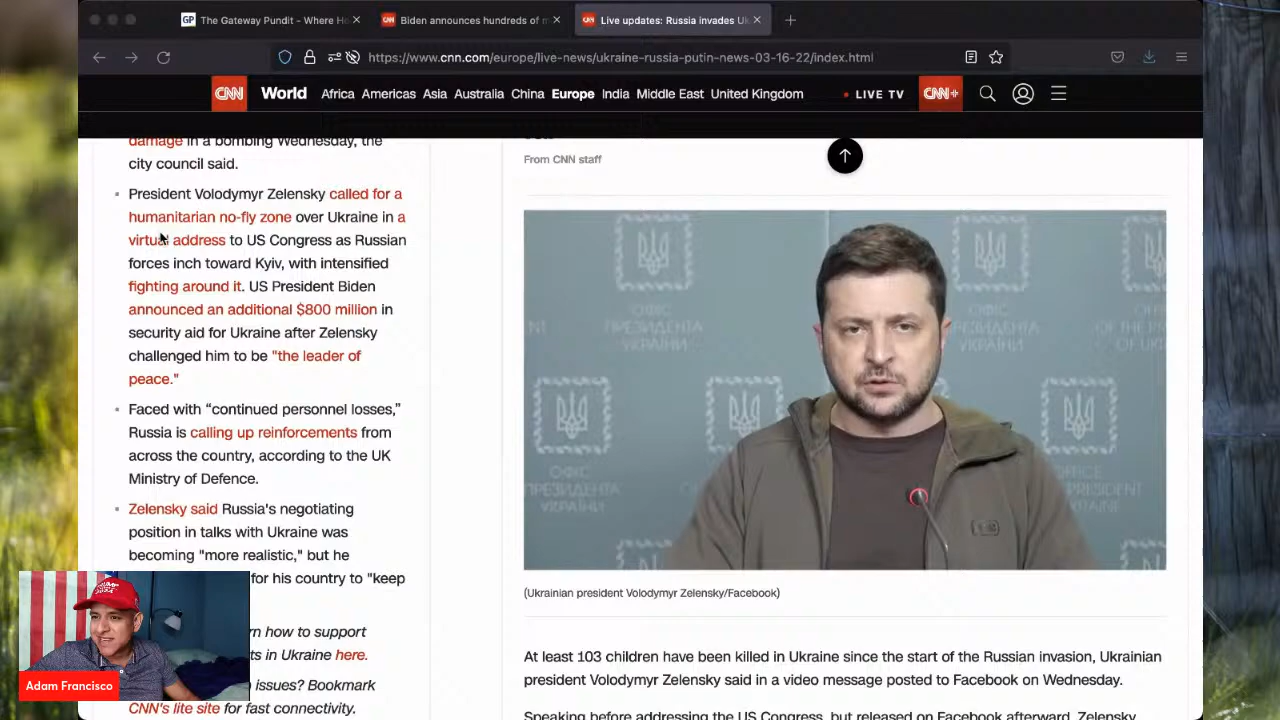 The Gateway Pundit – Where Ho
Biden announces hundreds of m
Live updates: Russia invades Uk
https://www.cnn.com/europe/live-news/ukraine-russia-putin-news-03-16-22/index.html
CNN World Africa Americas Asia Australia China Europe India Middle East United Kingdom LIVE TV CNN+
damage in a bombing Wednesday, the
city council said.
President Volodymyr Zelensky called for a
humanitarian no-fly zone over Ukraine in a
virtual address to US Congress as Russian
forces inch toward Kyiv, with intensified
fighting around it. US President Biden
announced an additional $800 million in
security aid for Ukraine after Zelensky
challenged him to be "the leader of
peace."
Faced with “continued personnel losses,”
Russia is calling up reinforcements from
across the country, according to the UK
Ministry of Defence.
Zelensky said Russia's negotiating
position in talks with Ukraine was
becoming "more realistic," but he
for his country to "keep
rn how to support
ts in Ukraine here.
issues? Bookmark
CNN's lite site for fast connectivity.
Adam Francisco
From CNN staff
ОФІС
ПРЕЗИДЕНТА
УКРАЇНИ
ОФІС
ПРЕЗИДЕНТА
УКРАЇНИ
ОФІС
ПРЕЗИДЕНТА
УКРАЇНИ
(Ukrainian president Volodymyr Zelensky/Facebook)
At least 103 children have been killed in Ukraine since the start of the Russian invasion, Ukrainian
president Volodymyr Zelensky said in a video message posted to Facebook on Wednesday.
Speaking before addressing the US Congress, but released on Facebook afterward, Zelensky